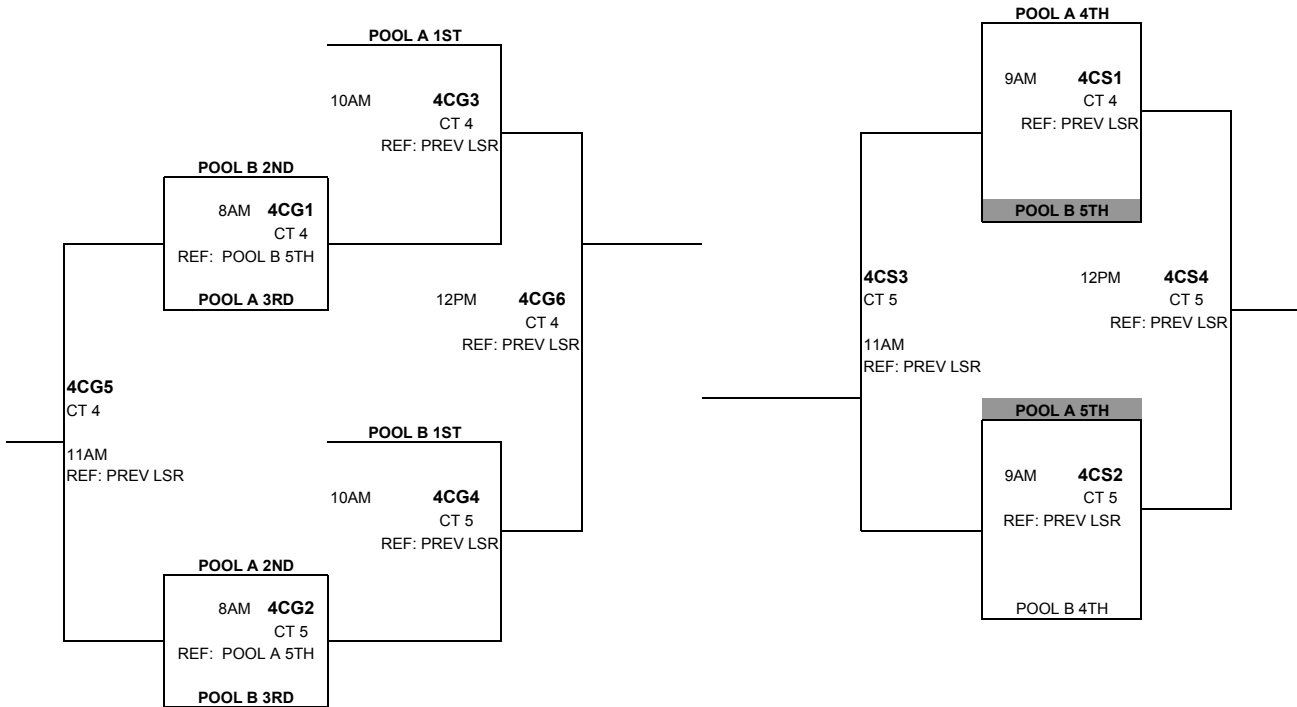 POOL A 1ST
10AM 4CG3
CT 4
REF: PREV LSR
POOL B 2ND
8AM 4CG1
CT 4
REF: POOL B 5TH
POOL A 3RD
12PM 4CG6
CT 4
REF: PREV LSR
4CG5
CT 4
11AM
REF: PREV LSR
POOL B 1ST
10AM 4CG4
CT 5
REF: PREV LSR
POOL A 2ND
8AM 4CG2
CT 5
REF: POOL A 5TH
POOL B 3RD
POOL A 4TH
9AM 4CS1
CT 4
REF: PREV LSR
POOL B 5TH
4CS3
CT 5
11AM
REF: PREV LSR
12PM 4CS4
CT 5
REF: PREV LSR
POOL A 5TH
9AM 4CS2
CT 5
REF: PREV LSR
POOL B 4TH